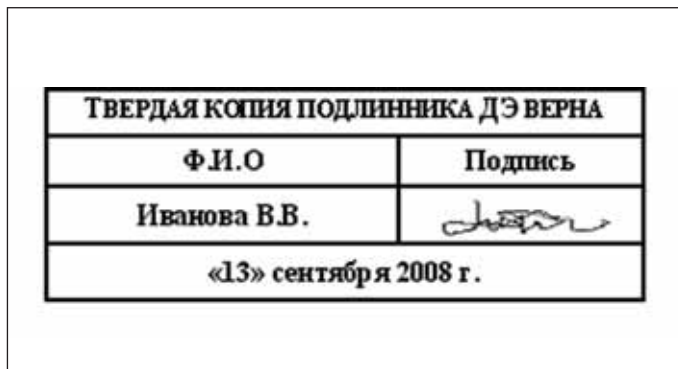 ТВЕРДАЯ КОПИЯ ПОДЛИННИКА ДЭ ВЕРНА
Ф.И.О Подпись
Иванова В.В.
«13» сентября 2008 г.